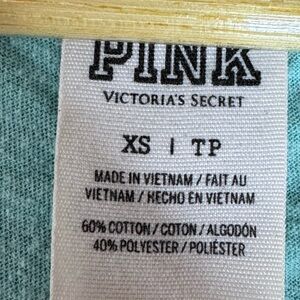 PINK
VICTORIA'S SECRET
XS | TP
MADE IN VIETNAM / FAIT AU
VIETNAM / HECHO EN VIETNAM
60% COTTON / COTON / ALGODÓN
40% POLYESTER / POLIÉSTER